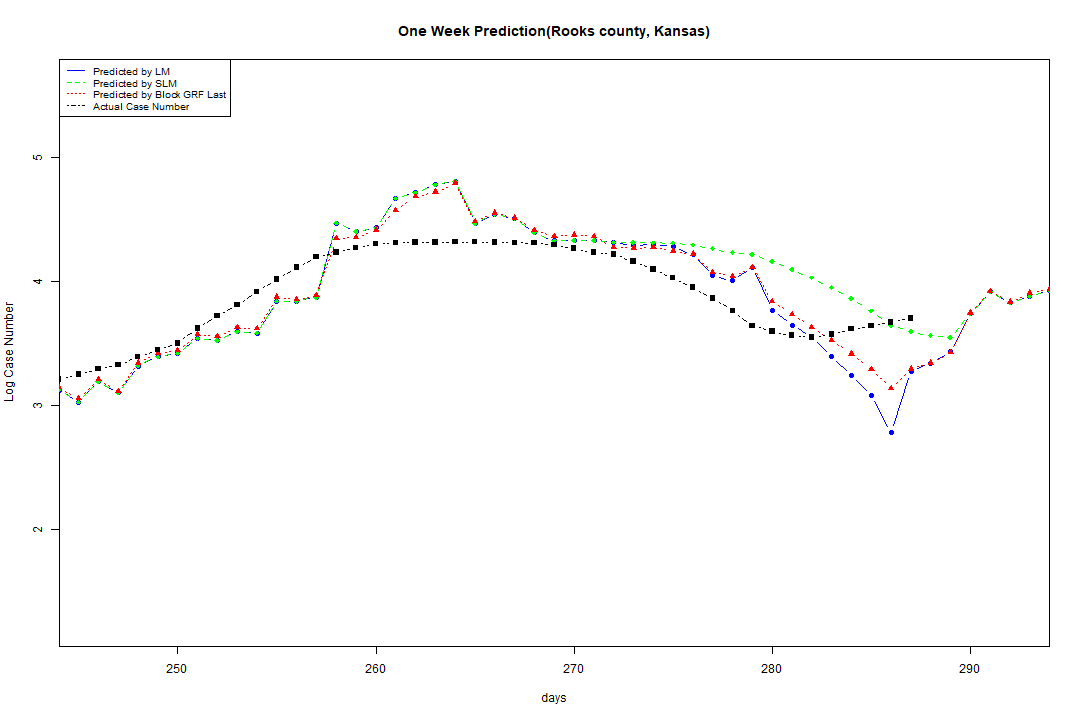 One Week Prediction(Rooks county, Kansas)
Predicted by LM
Predicted by SLM
Predicted by Block GRF Last
Actual Case Number
5
4
3
2
Log Case Number
250 260 270 280 290
days